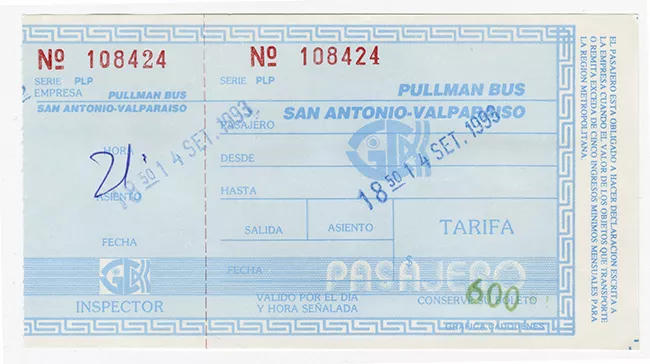 Nº 108424
SERIE PLP
EMPRESA PULLMAN BUS
SAN ANTONIO-VALPARAISO
HORA
18 50 14 SET. 1993
21
ASIENTO
FECHA
INSPECTOR
Nº 108424
SERIE PLP
PULLMAN BUS
SAN ANTONIO-VALPARAISO
PASAJERO
DESDE
18 50 14 SET. 1993
HASTA
SALIDA
ASIENTO
TARIFA
FECHA
$
PASAJERO
600
VALIDO POR EL DIA
Y HORA SEÑALADA
CONSERVE SU BOLETO
GRAFICA CAUQUENES
EL PASAJERO ESTA OBLIGADO A HACER DECLARACION ESCRITA A
LA EMPRESA CUANDO EL VALOR DE LOS OBJETOS QUE TRANSPORTE
O REMITA EXCEDA DE CINCO INGRESOS MINIMOS MENSUALES PARA
LA REGION METROPOLITANA.